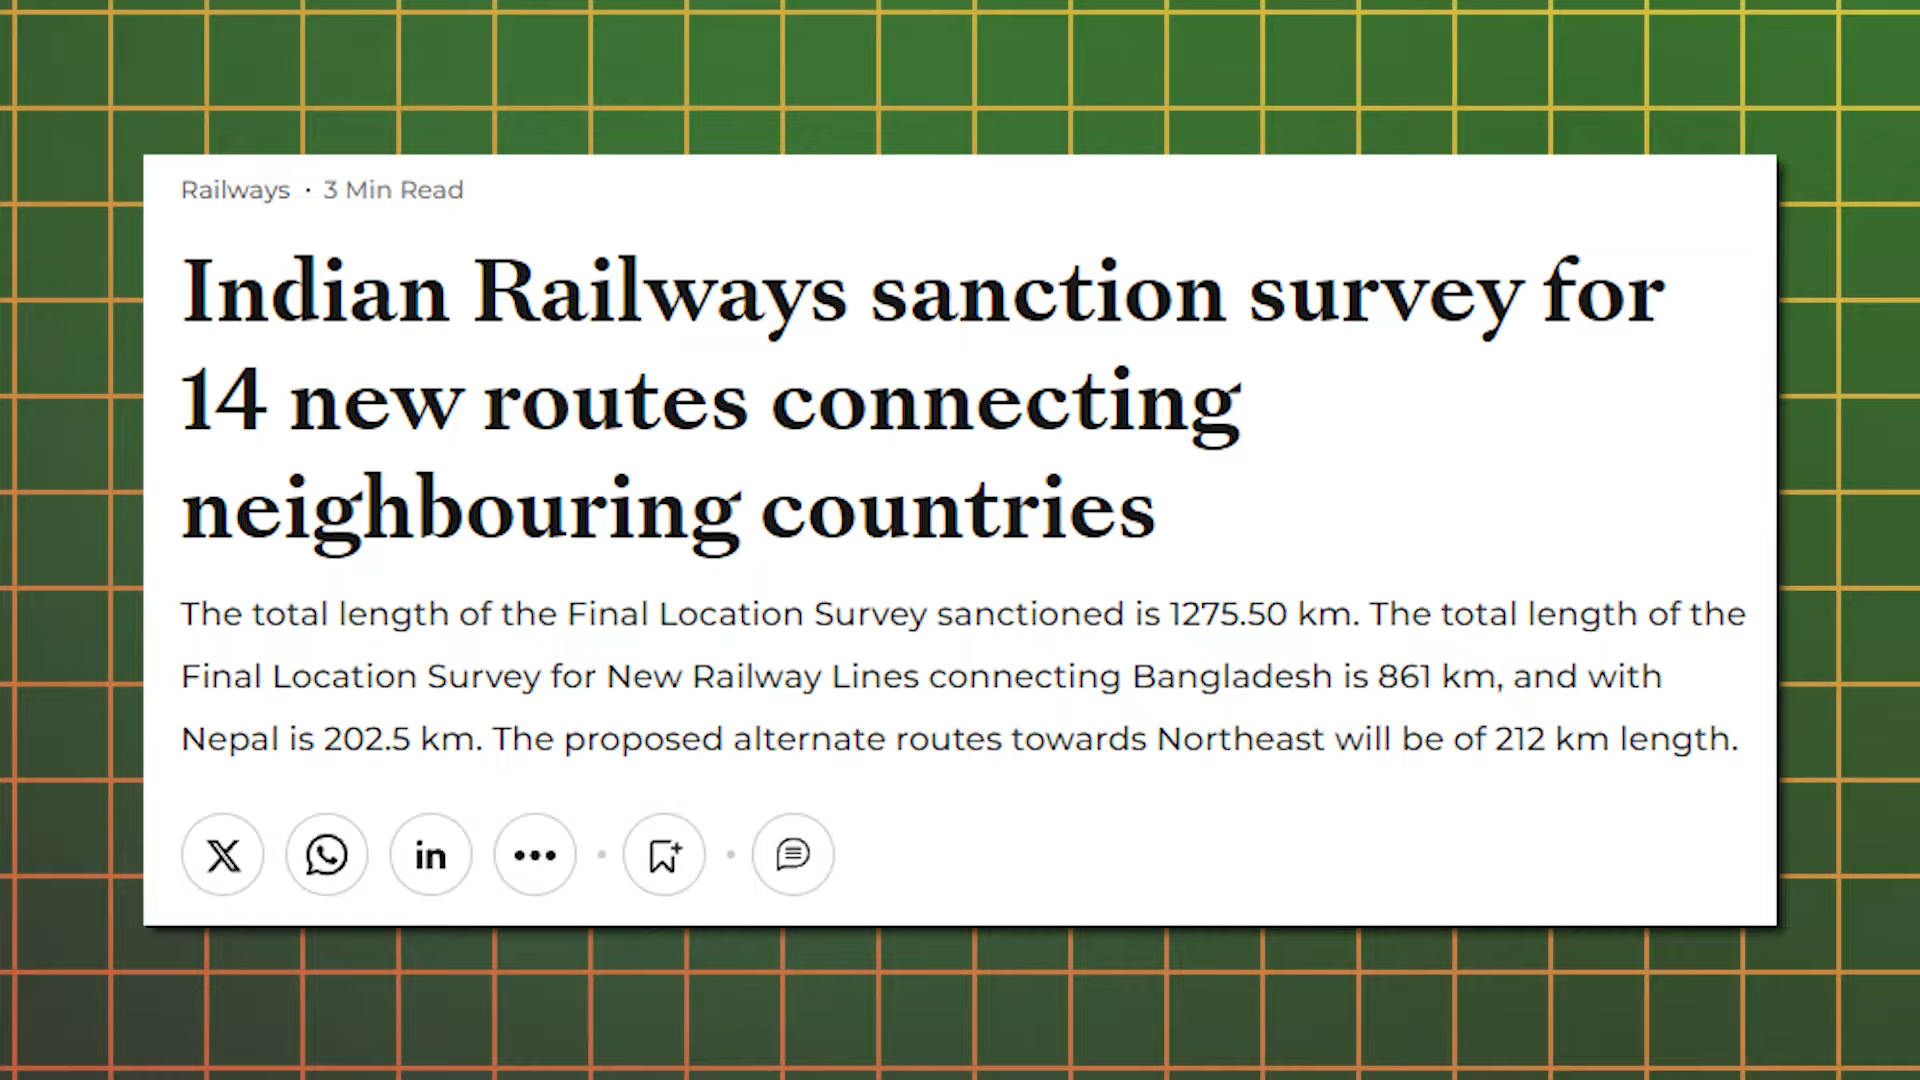 Railways · 3 Min Read
Indian Railways sanction survey for
14 new routes connecting
neighbouring countries
The total length of the Final Location Survey sanctioned is 1275.50 km. The total length of the
Final Location Survey for New Railway Lines connecting Bangladesh is 861 km, and with
Nepal is 202.5 km. The proposed alternate routes towards Northeast will be of 212 km length.
X
in